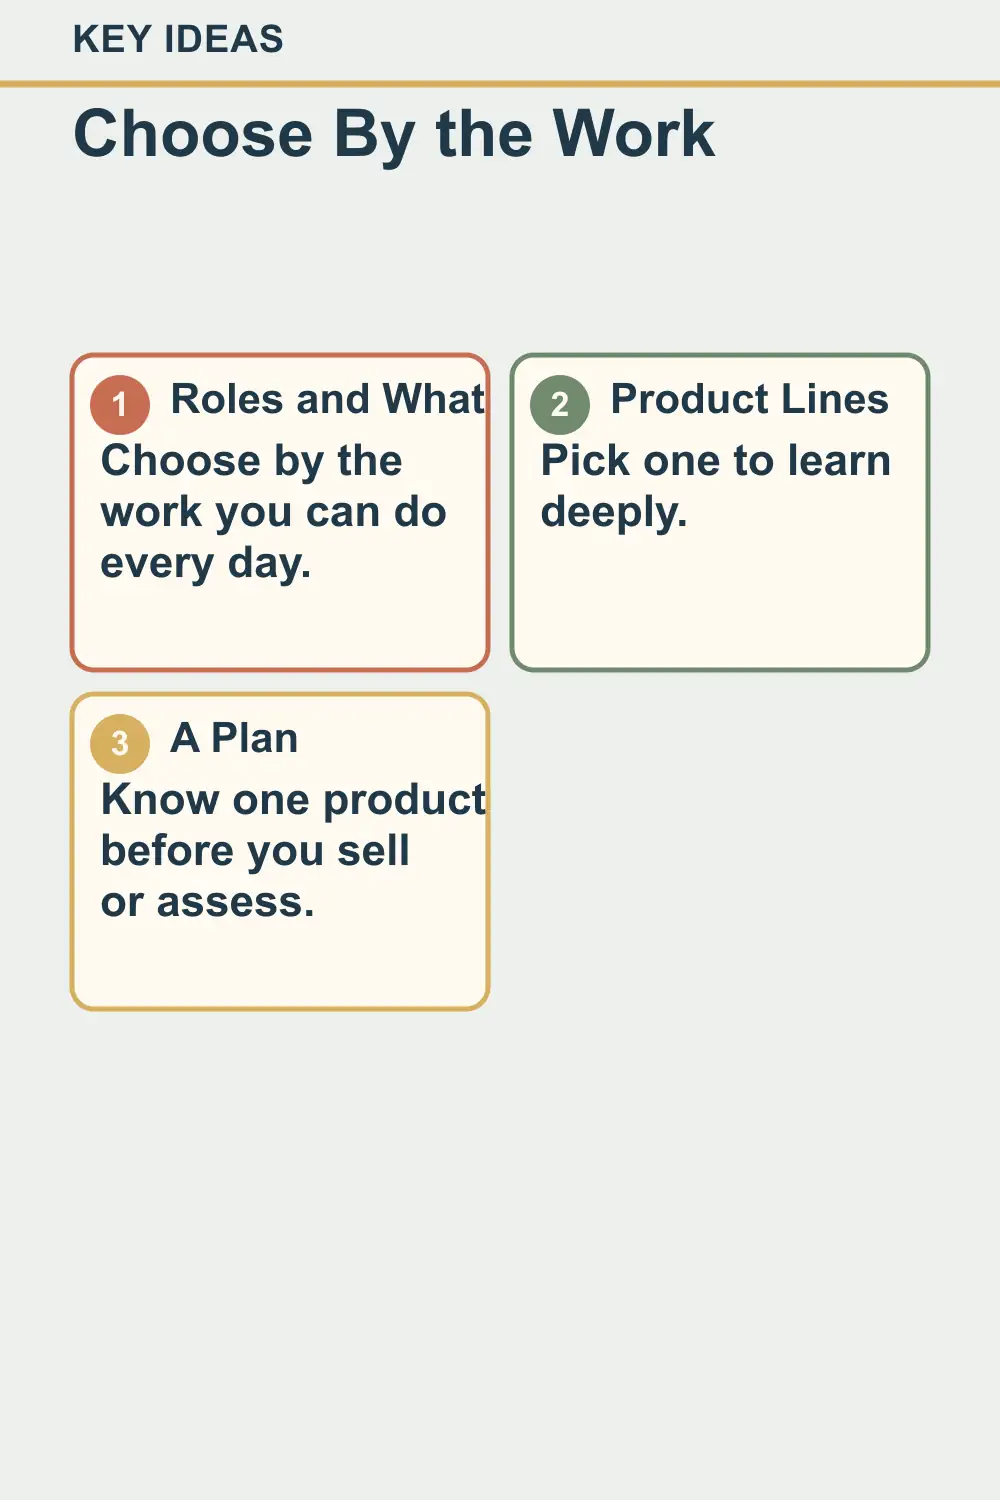 KEY IDEAS
Choose By the Work
1
Roles and What
Choose by the
work you can do
every day.
2
Product Lines
Pick one to learn
deeply.
3
A Plan
Know one product
before you sell
or assess.